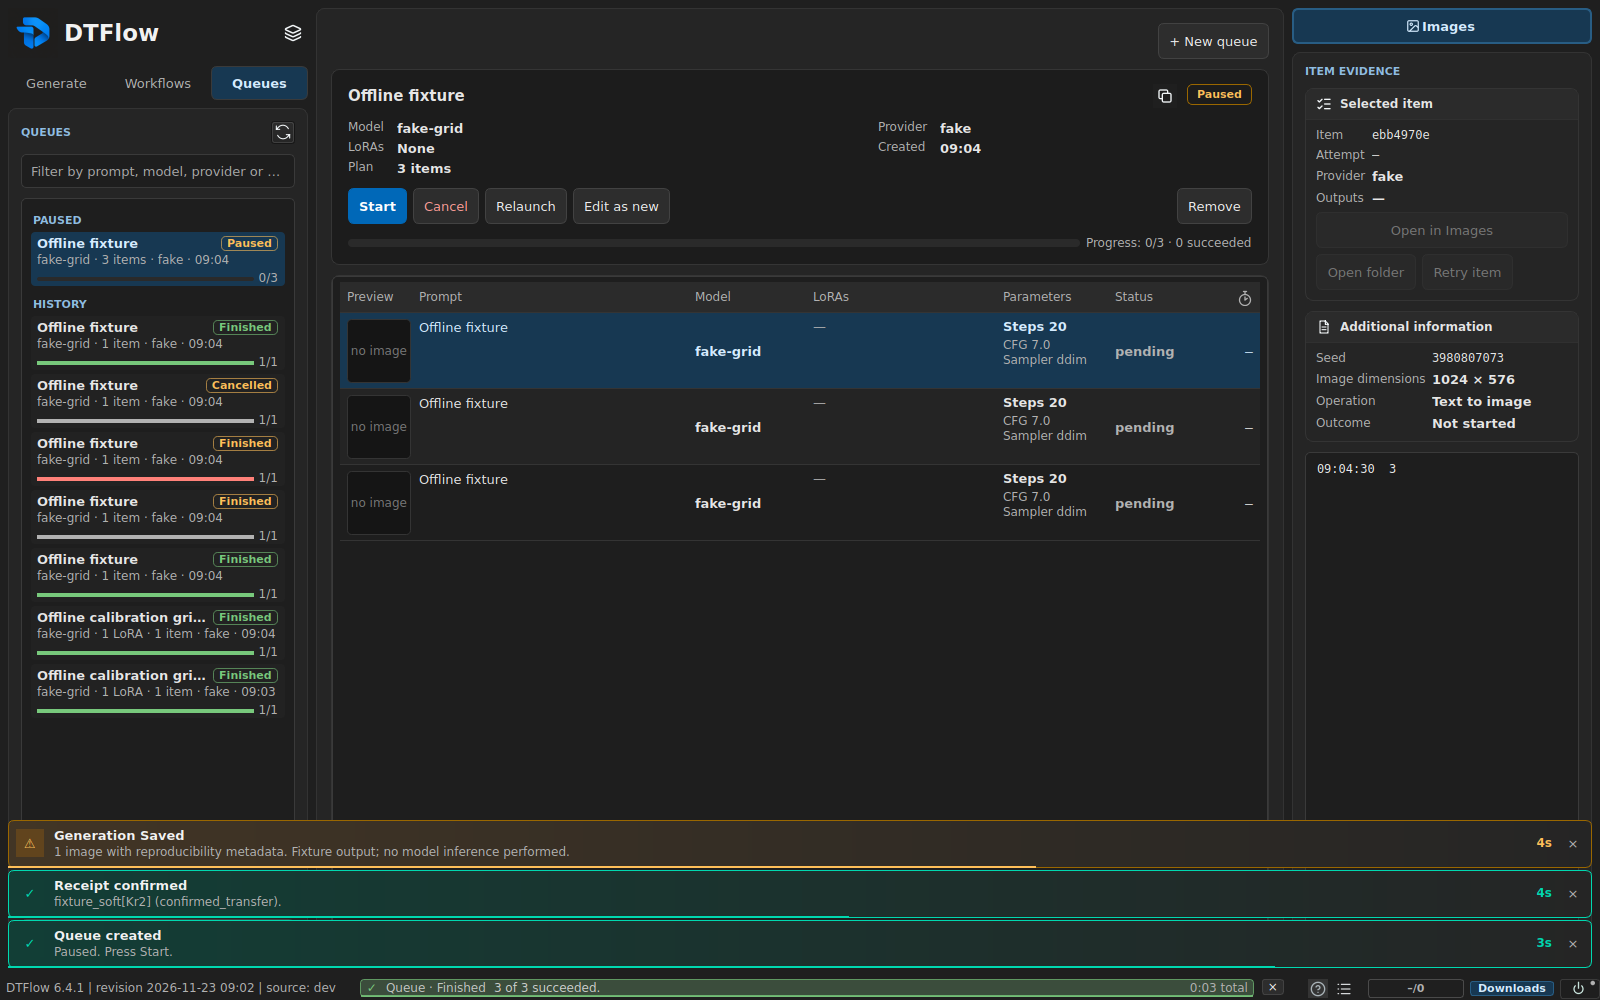 DTFlow
Generate Workflows Queues
QUEUES
Filter by prompt, model, provider or ...
PAUSED
Offline fixture Paused
fake-grid · 3 items · fake · 09:04
0/3
HISTORY
Offline fixture Finished
fake-grid · 1 item · fake · 09:04
1/1
Offline fixture Cancelled
fake-grid · 1 item · fake · 09:04
1/1
Offline fixture Finished
fake-grid · 1 item · fake · 09:04
1/1
Offline fixture Finished
fake-grid · 1 item · fake · 09:04
1/1
Offline fixture Finished
fake-grid · 1 item · fake · 09:04
1/1
Offline calibration gri... Finished
fake-grid · 1 LoRA · 1 item · fake · 09:04
1/1
Offline calibration gri... Finished
fake-grid · 1 LoRA · 1 item · fake · 09:03
1/1
+ New queue
Offline fixture Paused
Model fake-grid Provider fake
LoRAs None Created 09:04
Plan 3 items
Start Cancel Relaunch Edit as new Remove
Progress: 0/3 · 0 succeeded
Preview Prompt Model LoRAs Parameters Status
no image Offline fixture fake-grid — Steps 20 CFG 7.0 Sampler ddim pending –
no image Offline fixture fake-grid — Steps 20 CFG 7.0 Sampler ddim pending –
no image Offline fixture fake-grid — Steps 20 CFG 7.0 Sampler ddim pending –
Images
ITEM EVIDENCE
Selected item
Item ebb4970e
Attempt –
Provider fake
Outputs —
Open in Images
Open folder Retry item
Additional information
Seed 3980807073
Image dimensions 1024 × 576
Operation Text to image
Outcome Not started
09:04:30 3
Generation Saved
1 image with reproducibility metadata. Fixture output; no model inference performed.
4s ×
Receipt confirmed
fixture_soft[Kr2] (confirmed_transfer).
4s ×
Queue created
Paused. Press Start.
3s ×
DTFlow 6.4.1 | revision 2026-11-23 09:02 | source: dev
✓ Queue · Finished 3 of 3 succeeded. 0:03 total ×
–/0
Downloads